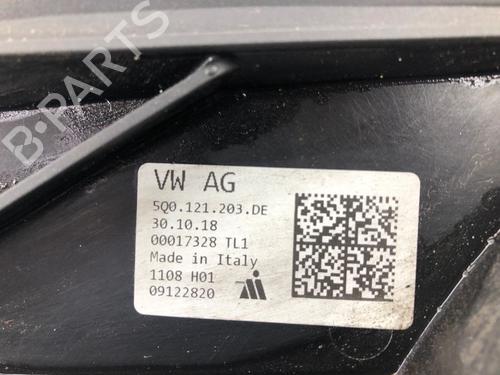 B-PARTS
VW AG
5Q0.121.203.DE
30.10.18
00017328 TL1
Made in Italy
1108 H01
09122820